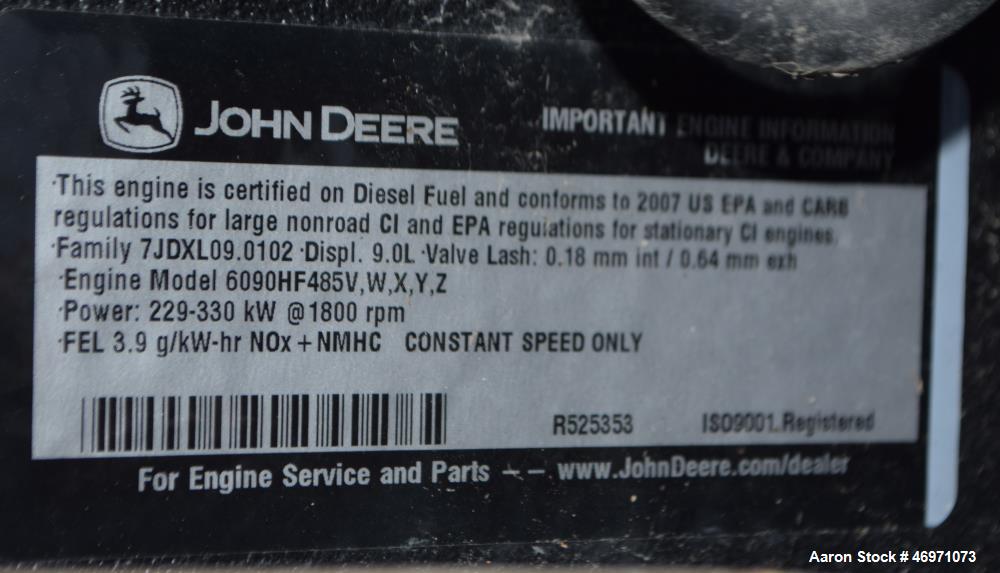 JOHN DEERE
IMPORTANT ENGINE INFORMATION
DEERE & COMPANY
·This engine is certified on Diesel Fuel and conforms to 2007 US EPA and CARB
regulations for large nonroad CI and EPA regulations for stationary CI engines.
·Family 7JDXL09.0102 ·Displ. 9.0L ·Valve Lash: 0.18 mm int / 0.64 mm exh
·Engine Model 6090HF485V,W,X,Y,Z
·Power: 229-330 kW @1800 rpm
·FEL 3.9 g/kW-hr NOx + NMHC CONSTANT SPEED ONLY
R525353 ISO9001 Registered
For Engine Service and Parts -- www.JohnDeere.com/dealer
Aaron Stock # 46971073